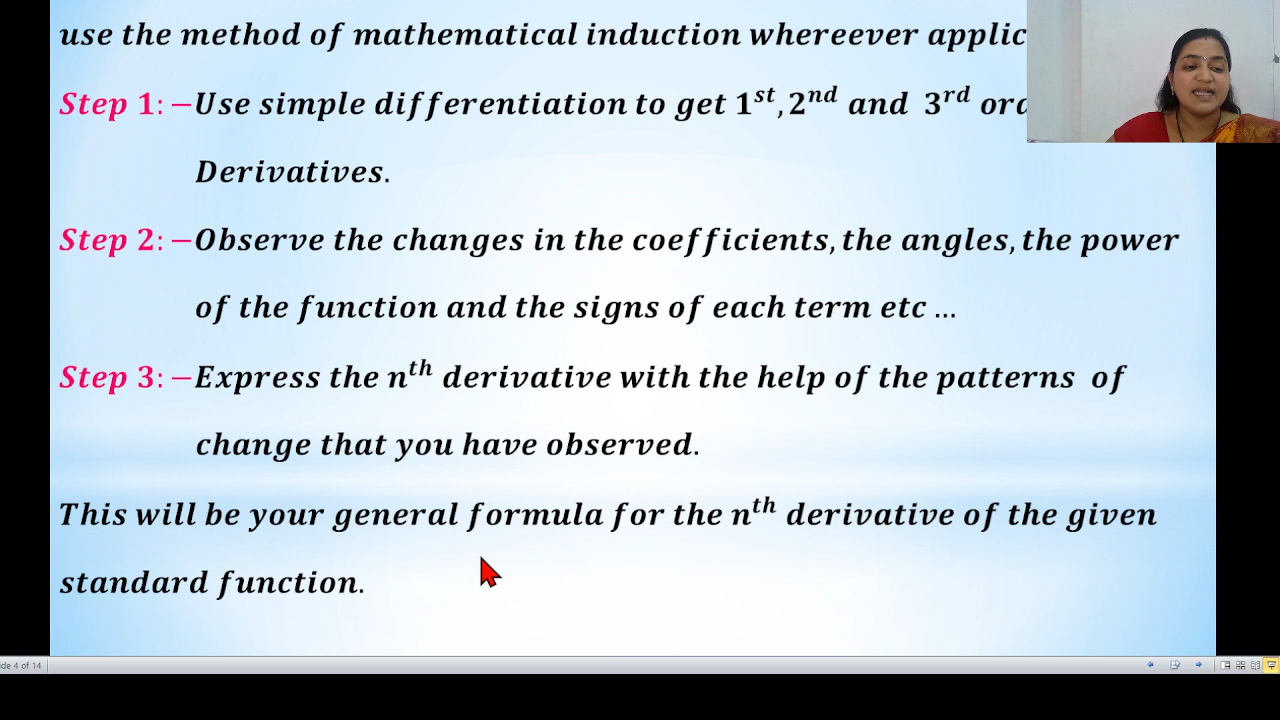 use the method of mathematical induction whereever applic
Step 1:−Use simple differentiation to get 1ˢᵗ, 2ⁿᵈ and 3ʳᵈ ord
Derivatives.
Step 2:−Observe the changes in the coefficients, the angles, the power
of the function and the signs of each term etc ...
Step 3:−Express the nᵗʰ derivative with the help of the patterns of
change that you have observed.
This will be your general formula for the nᵗʰ derivative of the given
standard function.
ide 4 of 14